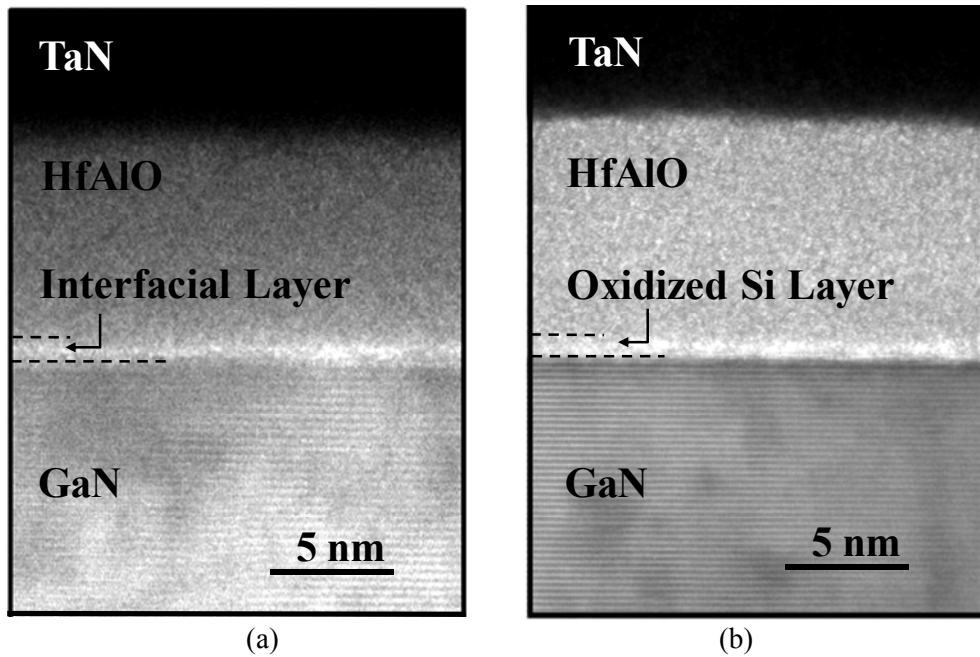 TaN
HfAlO
Interfacial Layer
GaN
5 nm
(a)
TaN
HfAlO
Oxidized Si Layer
GaN
5 nm
(b)